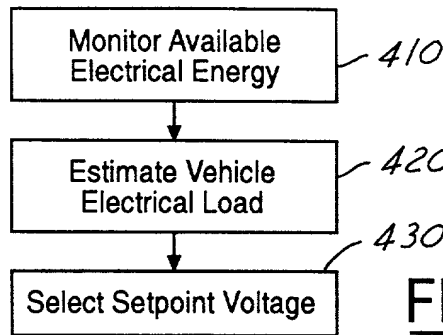 Monitor Available
Electrical Energy
410
Estimate Vehicle
Electrical Load
420
430
Select Setpoint Voltage